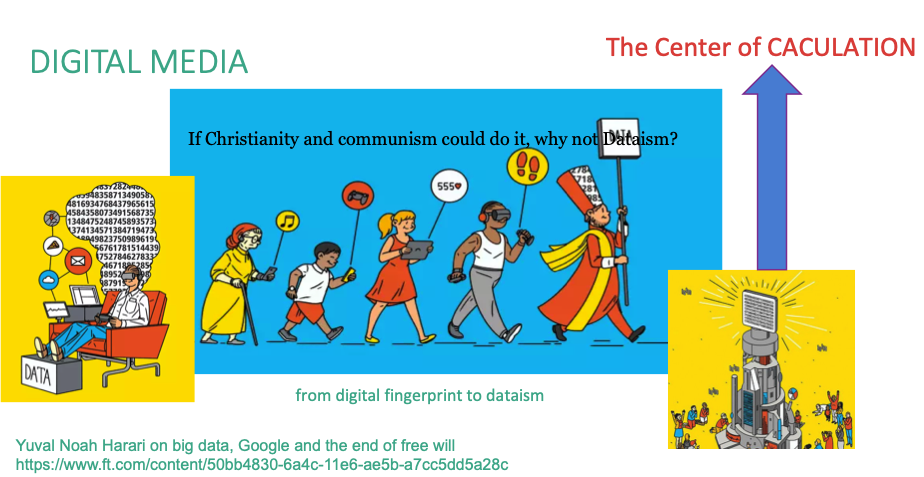 DIGITAL MEDIA
The Center of CACULATION
If Christianity and communism could do it, why not Dataism?
DATA
555
DATA
from digital fingerprint to dataism
Yuval Noah Harari on big data, Google and the end of free will
https://www.ft.com/content/50bb4830-6a4c-11e6-ae5b-a7cc5dd5a28c